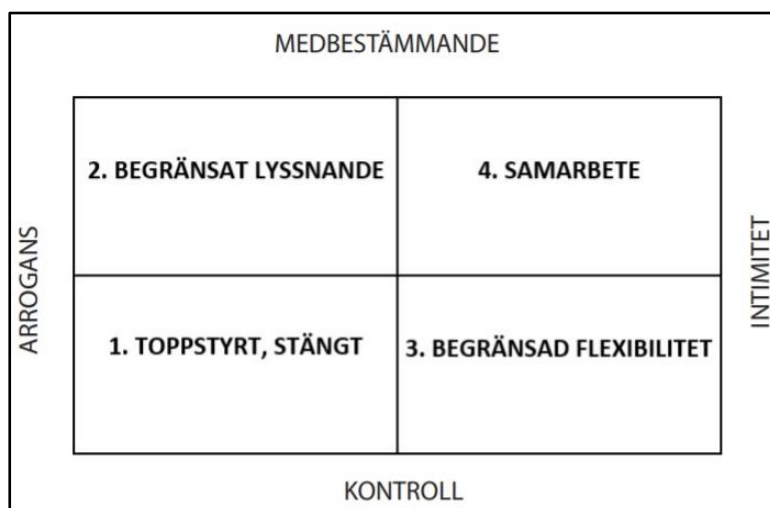 MEDBESTÄMMANDE
2. BEGRÄNSAT LYSSNANDE
4. SAMARBETE
ARROGANS
INTIMITET
1. TOPPSTYRT, STÄNGT
3. BEGRÄNSAD FLEXIBILITET
KONTROLL